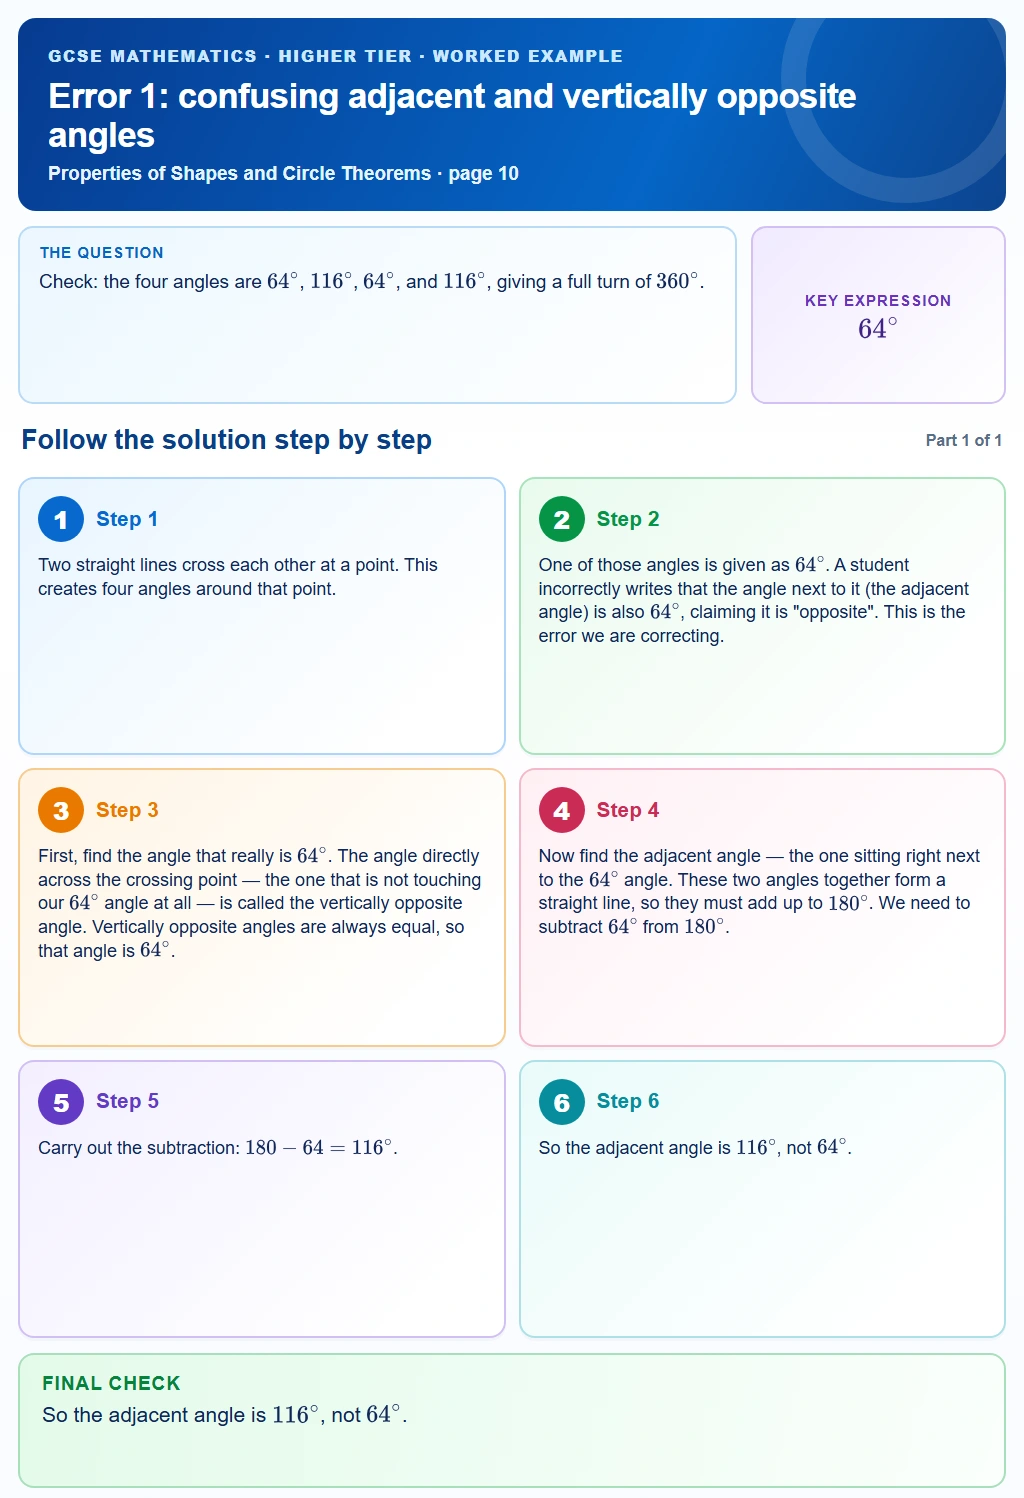 GCSE MATHEMATICS · HIGHER TIER · WORKED EXAMPLE
Error 1: confusing adjacent and vertically opposite
angles
Properties of Shapes and Circle Theorems · page 10
THE QUESTION
Check: the four angles are 64°, 116°, 64°, and 116°, giving a full turn of 360°.
KEY EXPRESSION
64°
Follow the solution step by step
Part 1 of 1
1 Step 1
Two straight lines cross each other at a point. This
creates four angles around that point.
2 Step 2
One of those angles is given as 64°. A student
incorrectly writes that the angle next to it (the adjacent
angle) is also 64°, claiming it is "opposite". This is the
error we are correcting.
3 Step 3
First, find the angle that really is 64°. The angle directly
across the crossing point — the one that is not touching
our 64° angle at all — is called the vertically opposite
angle. Vertically opposite angles are always equal, so
that angle is 64°.
4 Step 4
Now find the adjacent angle — the one sitting right next
to the 64° angle. These two angles together form a
straight line, so they must add up to 180°. We need to
subtract 64° from 180°.
5 Step 5
Carry out the subtraction: 180 − 64 = 116°.
6 Step 6
So the adjacent angle is 116°, not 64°.
FINAL CHECK
So the adjacent angle is 116°, not 64°.